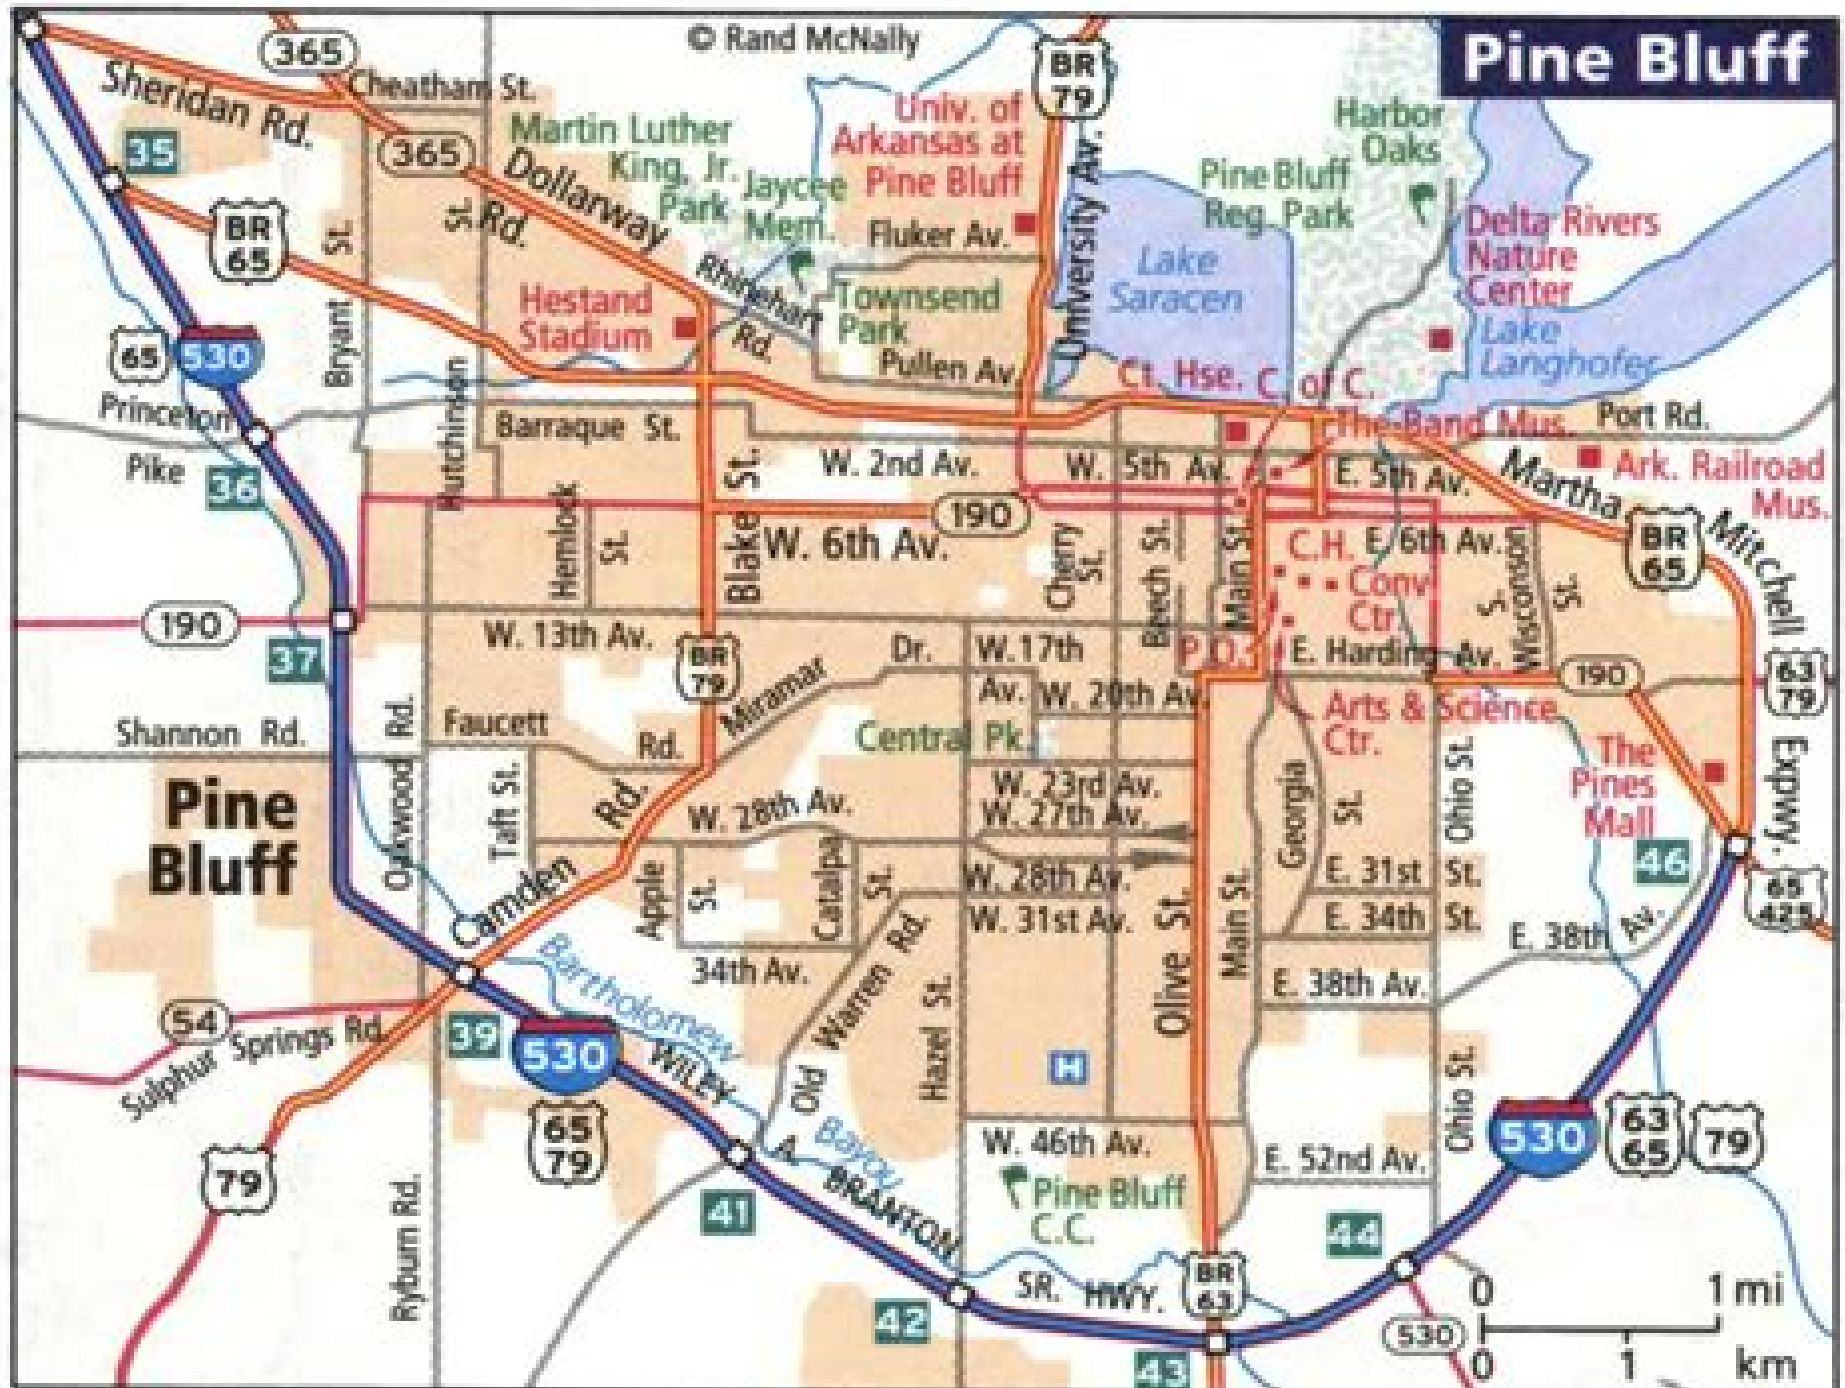 Pine Bluff
© Rand McNally
365
BR
79
Sheridan Rd.
Cheatham St.
35
365
Martin Luther
King, Jr.
Park
Jaycee
Mem.
Univ. of
Arkansas at
Pine Bluff
Harbor
Oaks
Dollarway
Rd.
St.
Pine Bluff
Reg. Park
BR
65
St.
Bryant
Fluker Av.
University Av.
Delta Rivers
Nature
Center
Lake
Saracen
Rhinehart
Rd.
Townsend
Park
Hestand
Stadium
Lake
Langhofer
65
530
Pullen Av.
Ct. Hse.
C. of C.
Princeton
Pike
Hutchinson
Barraque St.
The Band Mus.
Port Rd.
36
W. 2nd Av.
W. 5th Av.
E. 5th Av.
Martha
Mitchell
Expwy.
Ark. Railroad
Mus.
190
Hemlock
St.
Blake St.
W. 6th Av.
Cherry
St.
Beech St.
Main St.
C.H.
E. 6th Av.
BR
65
Conv.
Ctr.
S.
Wisconsin
St.
190
37
W. 13th Av.
BR
79
Miramar
Dr.
W. 17th
Av.
P.O.
E. Harding Av.
190
63
79
W. 20th Av.
Shannon Rd.
Faucett
Rd.
Central Pk.
Arts & Science
Ctr.
The
Pines
Mall
Pine
Bluff
Oakwood Rd.
Taft St.
Camden
Rd.
W. 28th Av.
W. 23rd Av.
W. 27th Av.
Georgia
St.
Ohio St.
46
Apple
St.
Catalpa
St.
W. 28th Av.
E. 31st St.
65
425
W. 31st Av.
E. 34th St.
E. 38th Av.
34th Av.
Old Warren Rd.
Hazel St.
Olive St.
Main St.
E. 38th Av.
54
Sulphur Springs Rd.
39
530
Bartholomew
Bayou
WILEY
A.
BRANTON
SR. HWY.
H
Ohio St.
65
79
79
W. 46th Av.
E. 52nd Av.
530
63
65
79
Ryburn Rd.
41
Pine Bluff
C.C.
44
BR
63
42
43
530
0
1 mi
0
1
km